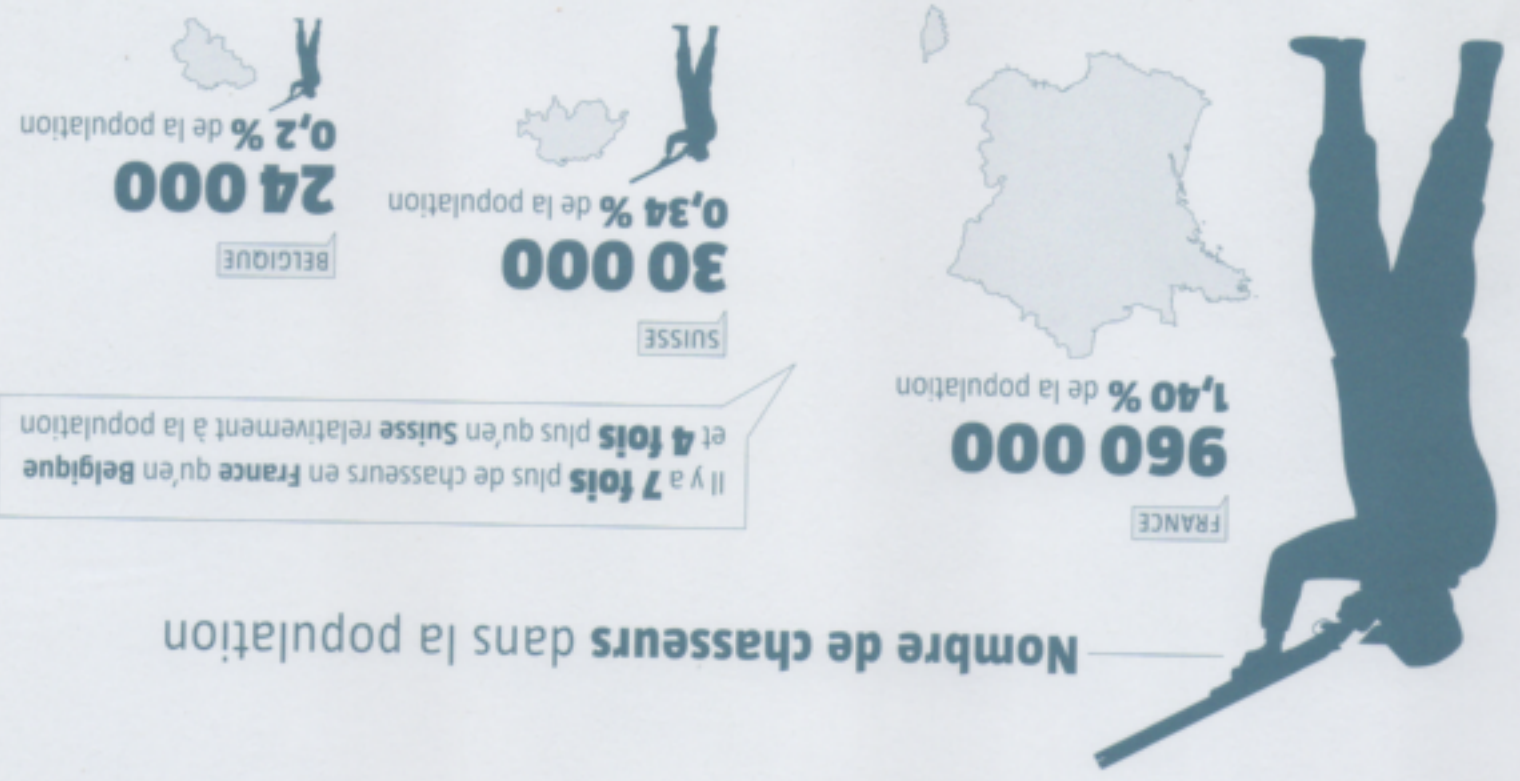 Nombre de chasseurs dans la population
FRANCE
960 000
1,40 % de la population
Il y a 7 fois plus de chasseurs en France qu'en Belgique
et 4 fois plus qu'en Suisse relativement à la population
SUISSE
30 000
0,34 % de la population
BELGIQUE
24 000
0,2 % de la population